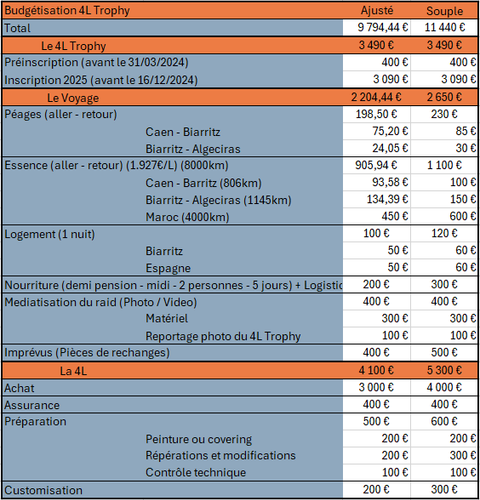 Budgétisation 4L Trophy Ajusté Souple
Total 9 794,44 € 11 440 €
Le 4L Trophy 3 490 € 3 490 €
Préinscription (avant le 31/03/2024) 400 € 400 €
Inscription 2025 (avant le 16/12/2024) 3 090 € 3 090 €
Le Voyage 2 204,44 € 2 650 €
Péages (aller - retour) 198,50 € 230 €
Caen - Biarritz 75,20 € 85 €
Biarritz - Algeciras 24,05 € 30 €
Essence (aller - retour) (1.927€/L) (8000km) 905,94 € 1 100 €
Caen - Barritz (806km) 93,58 € 100 €
Biarritz - Algeciras (1145km) 134,39 € 150 €
Maroc (4000km) 450 € 600 €
Logement (1 nuit) 100 € 120 €
Biarritz 50 € 60 €
Espagne 50 € 60 €
Nourriture (demi pension - midi - 2 personnes - 5 jours) + Logistic 200 € 300 €
Mediatisation du raid (Photo / Video) 400 € 400 €
Matériel 300 € 300 €
Reportage photo du 4L Trophy 100 € 100 €
Imprévus (Pièces de rechanges) 400 € 500 €
La 4L 4 100 € 5 300 €
Achat 3 000 € 4 000 €
Assurance 400 € 400 €
Préparation 500 € 600 €
Peinture ou covering 200 € 200 €
Répérations et modifications 200 € 300 €
Contrôle technique 100 € 100 €
Customisation 200 € 300 €